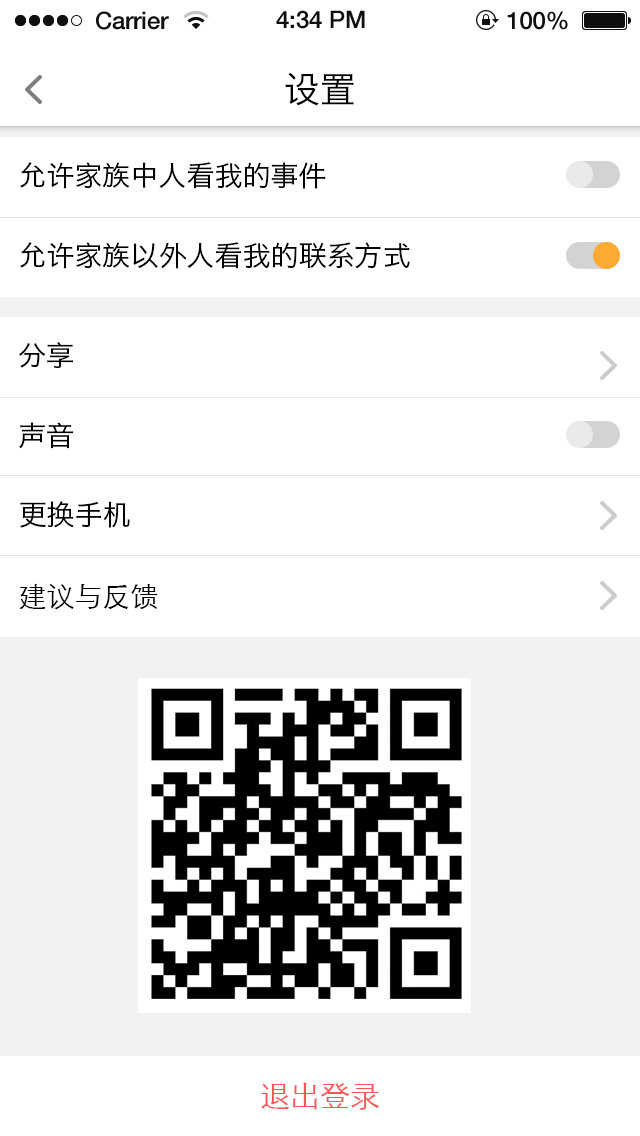 Carrier 4:34 PM 100%
设置
允许家族中人看我的事件
允许家族以外人看我的联系方式
分享
声音
更换手机
建议与反馈
退出登录